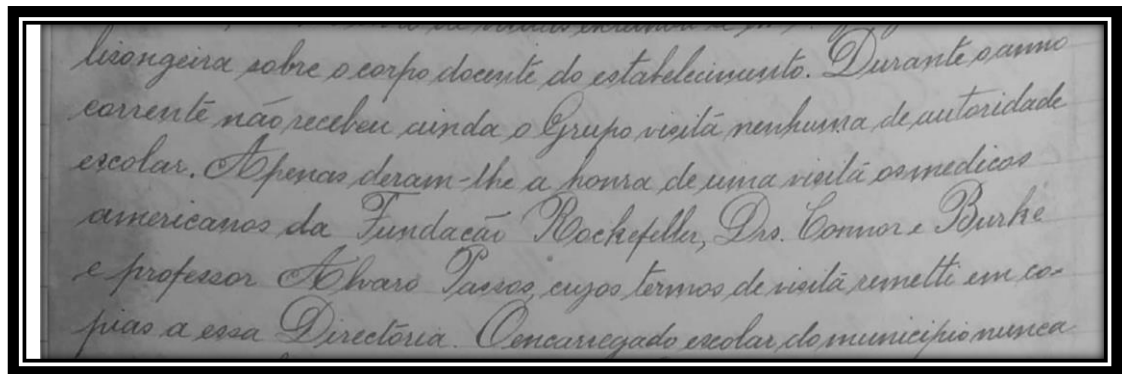 lisongeira sobre o corpo docente do estabelecimento. Durante o anno
corrente não recebeu ainda o Grupo visita nenhuma de autoridade
escolar. Apenas deram-lhe a honra de uma visita os medicos
americanos da Fundação Rockefeller, Drs. Connor e Burke
e professor Alvaro Passos, cujos termos de visita remetti em co-
pias a essa Directoria. O encarregado escolar do municipio nunca